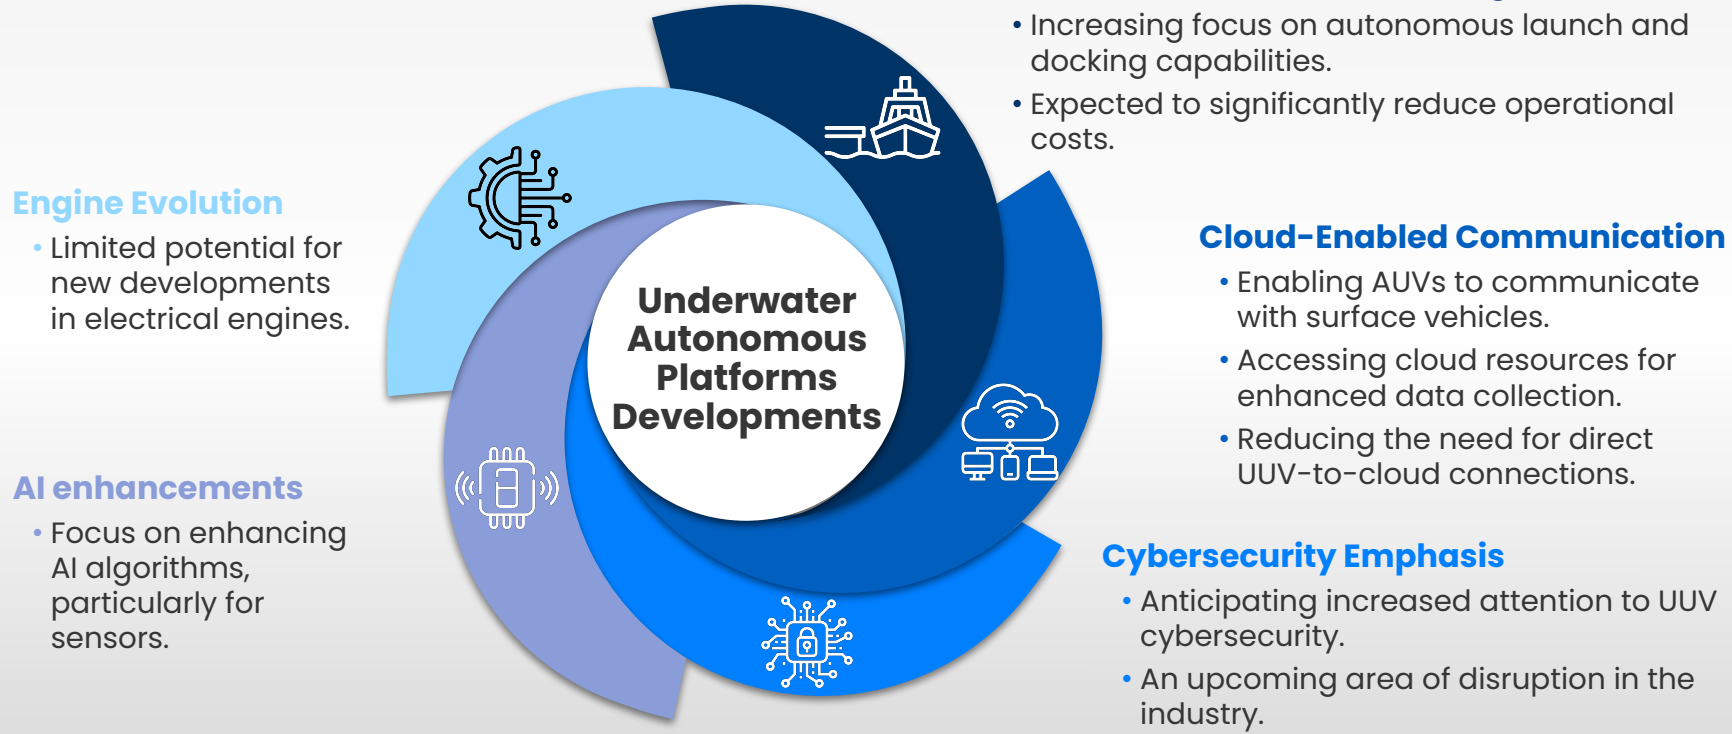 • Increasing focus on autonomous launch and
docking capabilities.
• Expected to significantly reduce operational
costs.
Engine Evolution
• Limited potential for
new developments
in electrical engines.
Cloud-Enabled Communication
• Enabling AUVs to communicate
with surface vehicles.
• Accessing cloud resources for
enhanced data collection.
• Reducing the need for direct
UUV-to-cloud connections.
Underwater
Autonomous
Platforms
Developments
AI enhancements
• Focus on enhancing
AI algorithms,
particularly for
sensors.
Cybersecurity Emphasis
• Anticipating increased attention to UUV
cybersecurity.
• An upcoming area of disruption in the
industry.